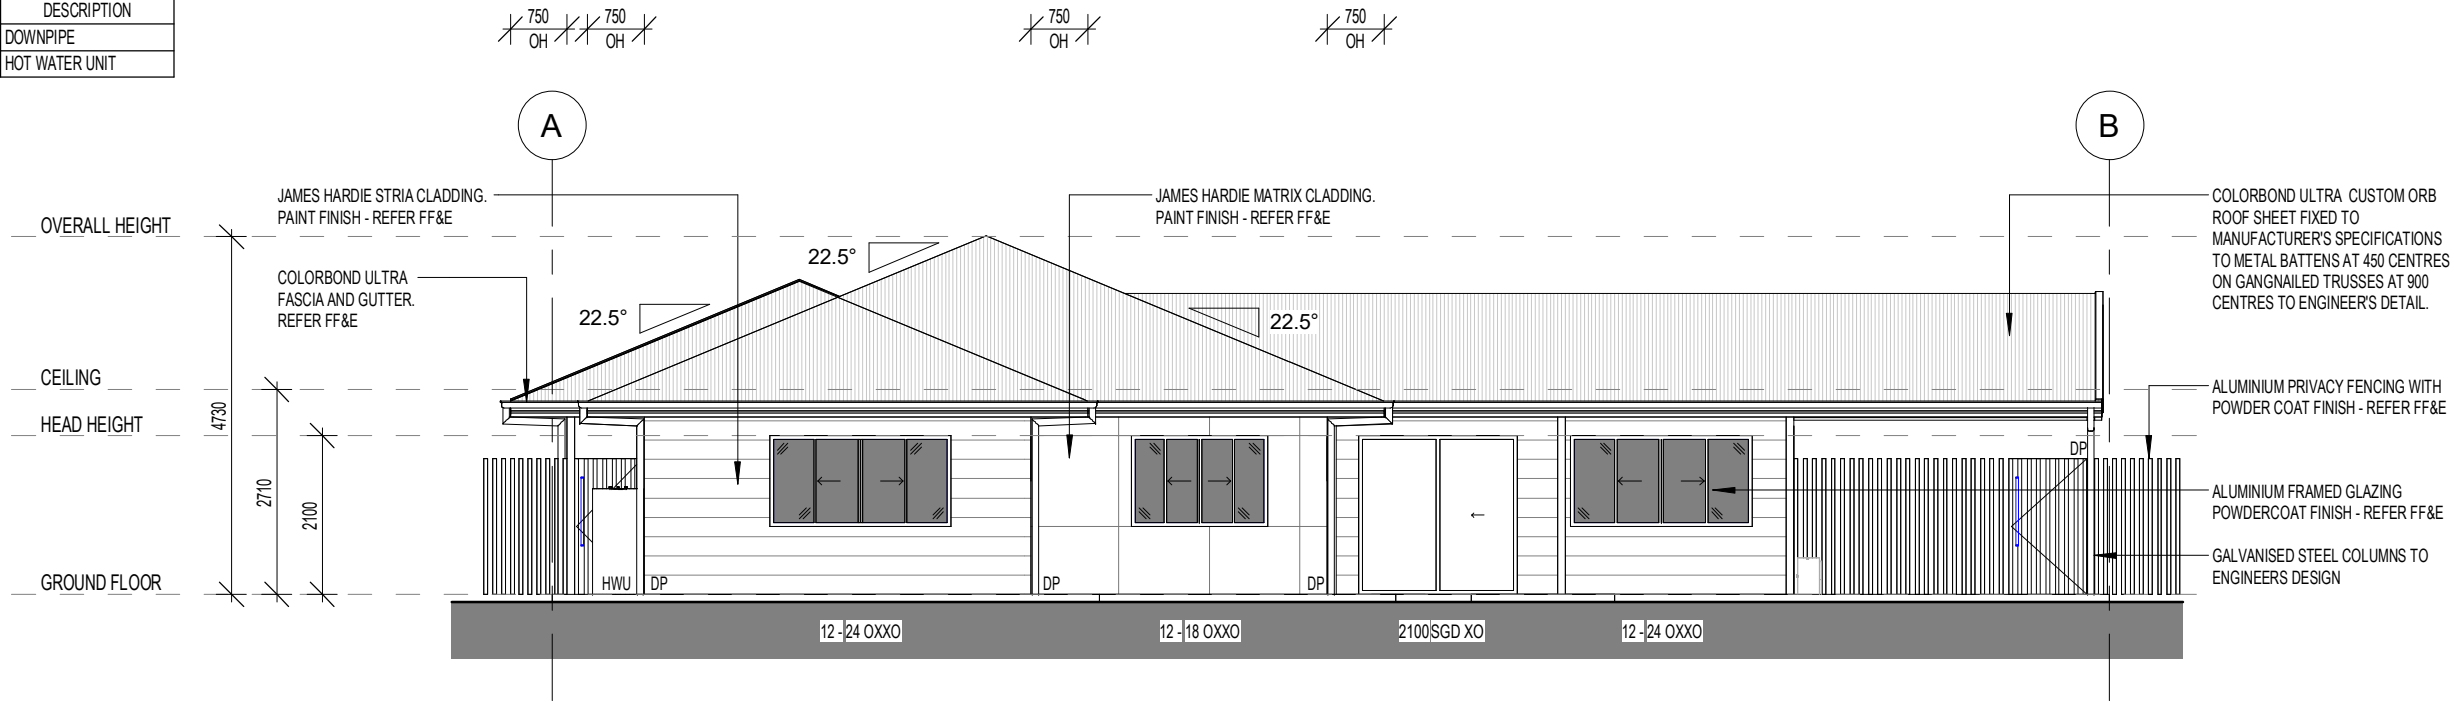 DESCRIPTION
DOWNPIPE
HOT WATER UNIT
750
OH
750
OH
750
OH
750
OH
A
B
JAMES HARDIE STRIA CLADDING.
PAINT FINISH - REFER FF&E
JAMES HARDIE MATRIX CLADDING.
PAINT FINISH - REFER FF&E
COLORBOND ULTRA CUSTOM ORB
ROOF SHEET FIXED TO
MANUFACTURER'S SPECIFICATIONS
TO METAL BATTENS AT 450 CENTRES
ON GANGNAILED TRUSSES AT 900
CENTRES TO ENGINEER'S DETAIL.
OVERALL HEIGHT
COLORBOND ULTRA
FASCIA AND GUTTER.
REFER FF&E
22.5°
22.5°
22.5°
CEILING
HEAD HEIGHT
GROUND FLOOR
4730
2710
2100
ALUMINIUM PRIVACY FENCING WITH
POWDER COAT FINISH - REFER FF&E
DP
ALUMINIUM FRAMED GLAZING
POWDERCOAT FINISH - REFER FF&E
GALVANISED STEEL COLUMNS TO
ENGINEERS DESIGN
HWU
DP
DP
DP
12 - 24 OXXO
12 - 18 OXXO
2100 SGD XO
12 - 24 OXXO